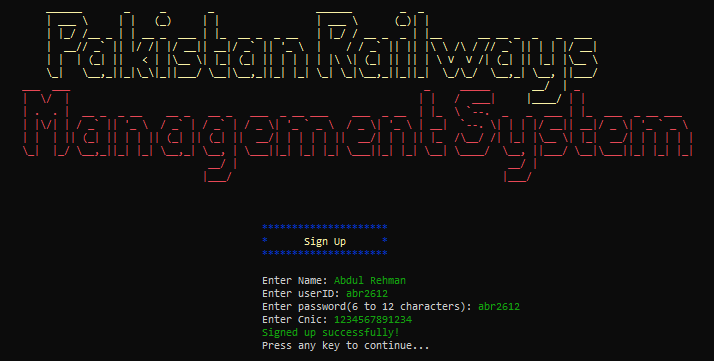 Pakistan Railways
Management System
*********************
* Sign Up *
*********************
Enter Name: Abdul Rehman
Enter userID: abr2612
Enter password(6 to 12 characters): abr2612
Enter Cnic: 1234567891234
Signed up successfully!
Press any key to continue...